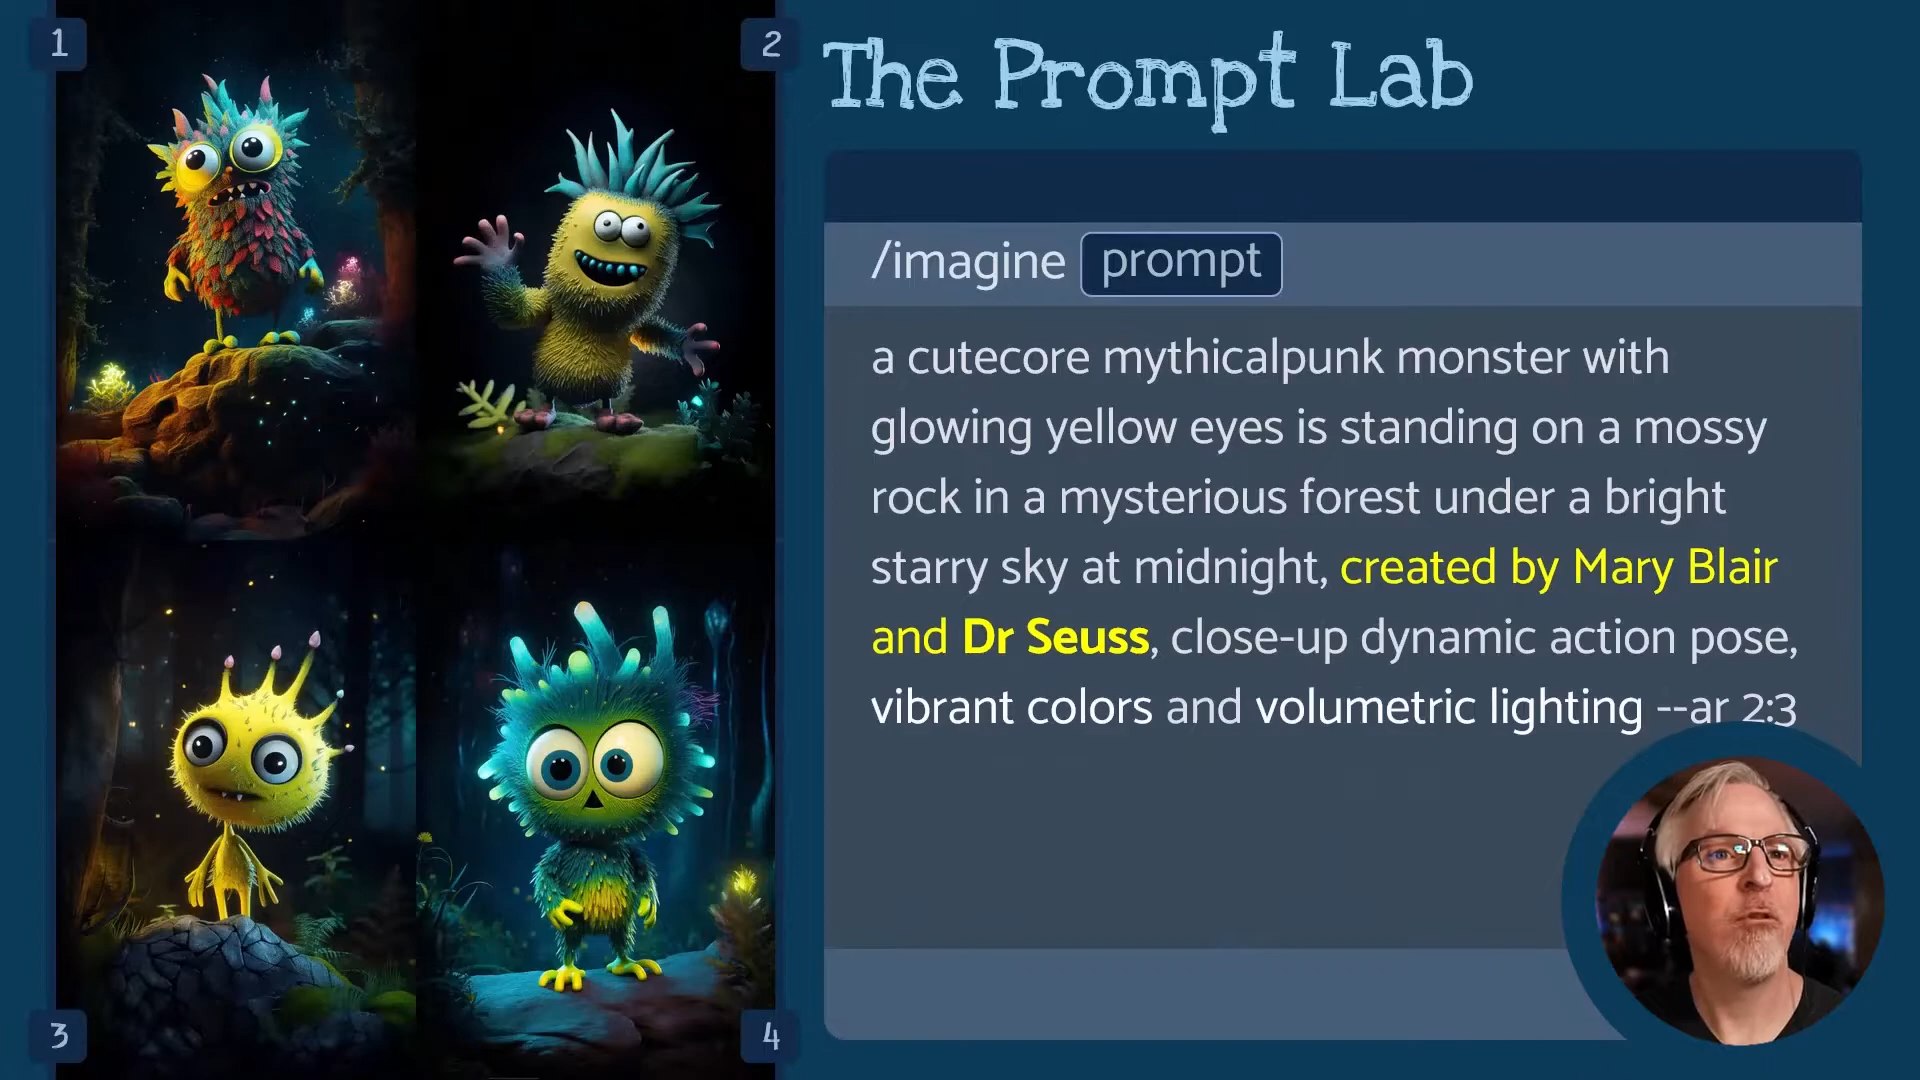 1
2
The Prompt Lab
/imagine prompt
a cutecore mythicalpunk monster with
glowing yellow eyes is standing on a mossy
rock in a mysterious forest under a bright
starry sky at midnight, created by Mary Blair
and Dr Seuss, close-up dynamic action pose,
vibrant colors and volumetric lighting --ar 2:3
3
4